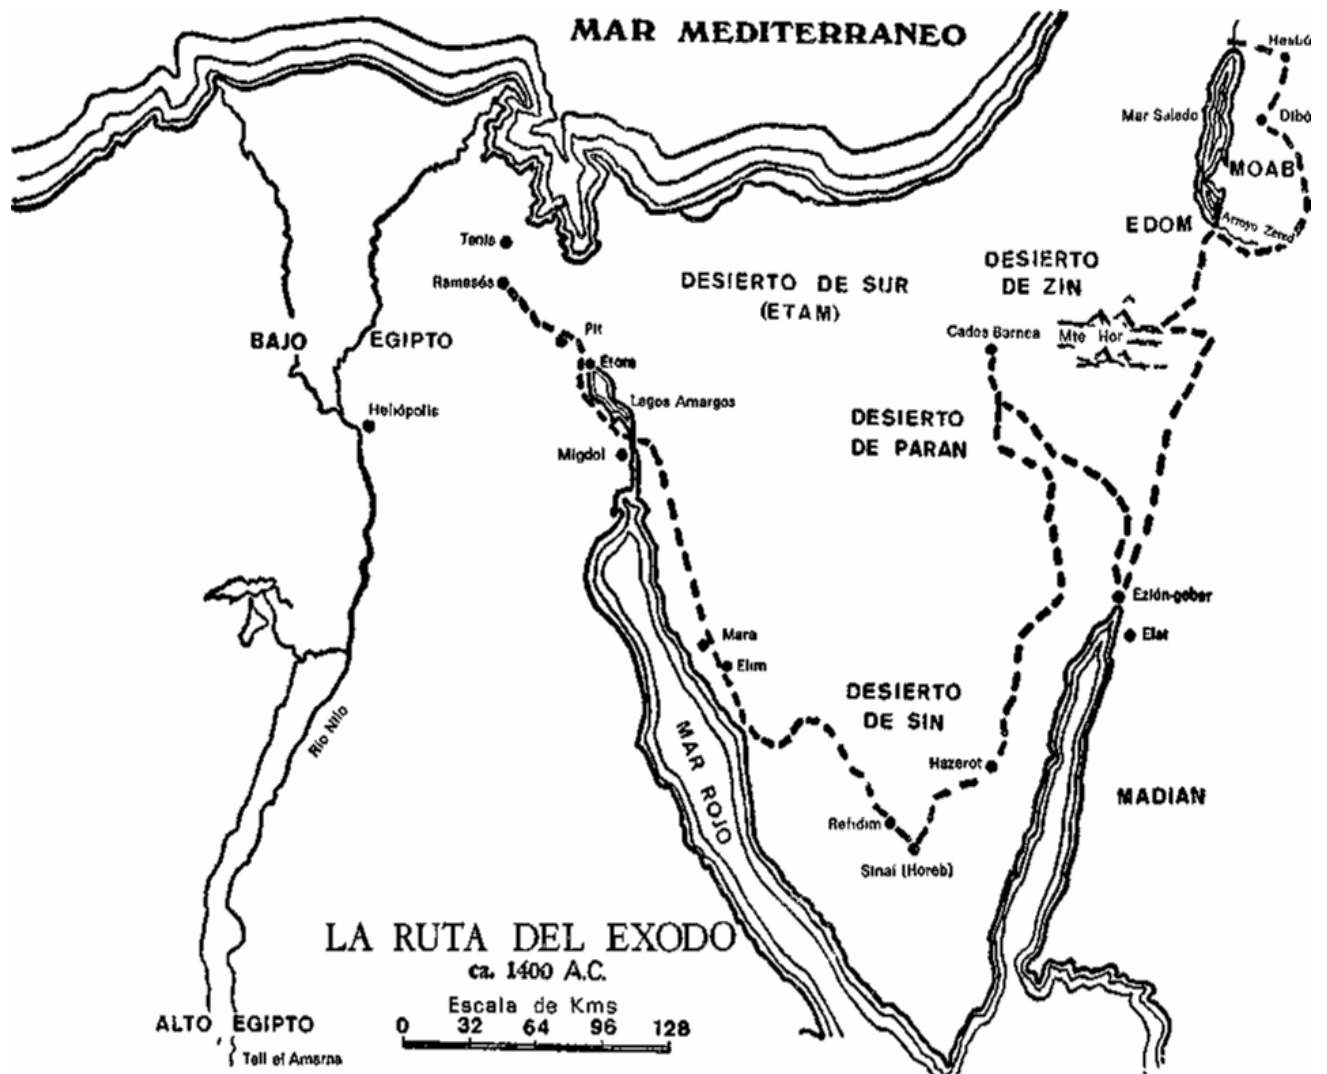 MAR MEDITERRANEO
Mar Salado
MOAB
EDOM
Arroyo Zered
Tanis
Ramesés
DESIERTO DE SUR
(ETAM)
DESIERTO
DE ZIN
Pit
BAJO EGIPTO
Etam
Cades Barnea
Mte Hor
Lagos Amargos
Heliópolis
DESIERTO
DE PARAN
Migdol
Ezión-geber
Elat
Mara
Elim
DESIERTO
DE SIN
Río Nilo
MAR ROJO
Hazerot
MADIAN
Refidim
Sinaí (Horeb)
LA RUTA DEL EXODO
ca. 1400 A.C.
Escala de Kms
0 32 64 96 128
ALTO EGIPTO
Tell el Amarna